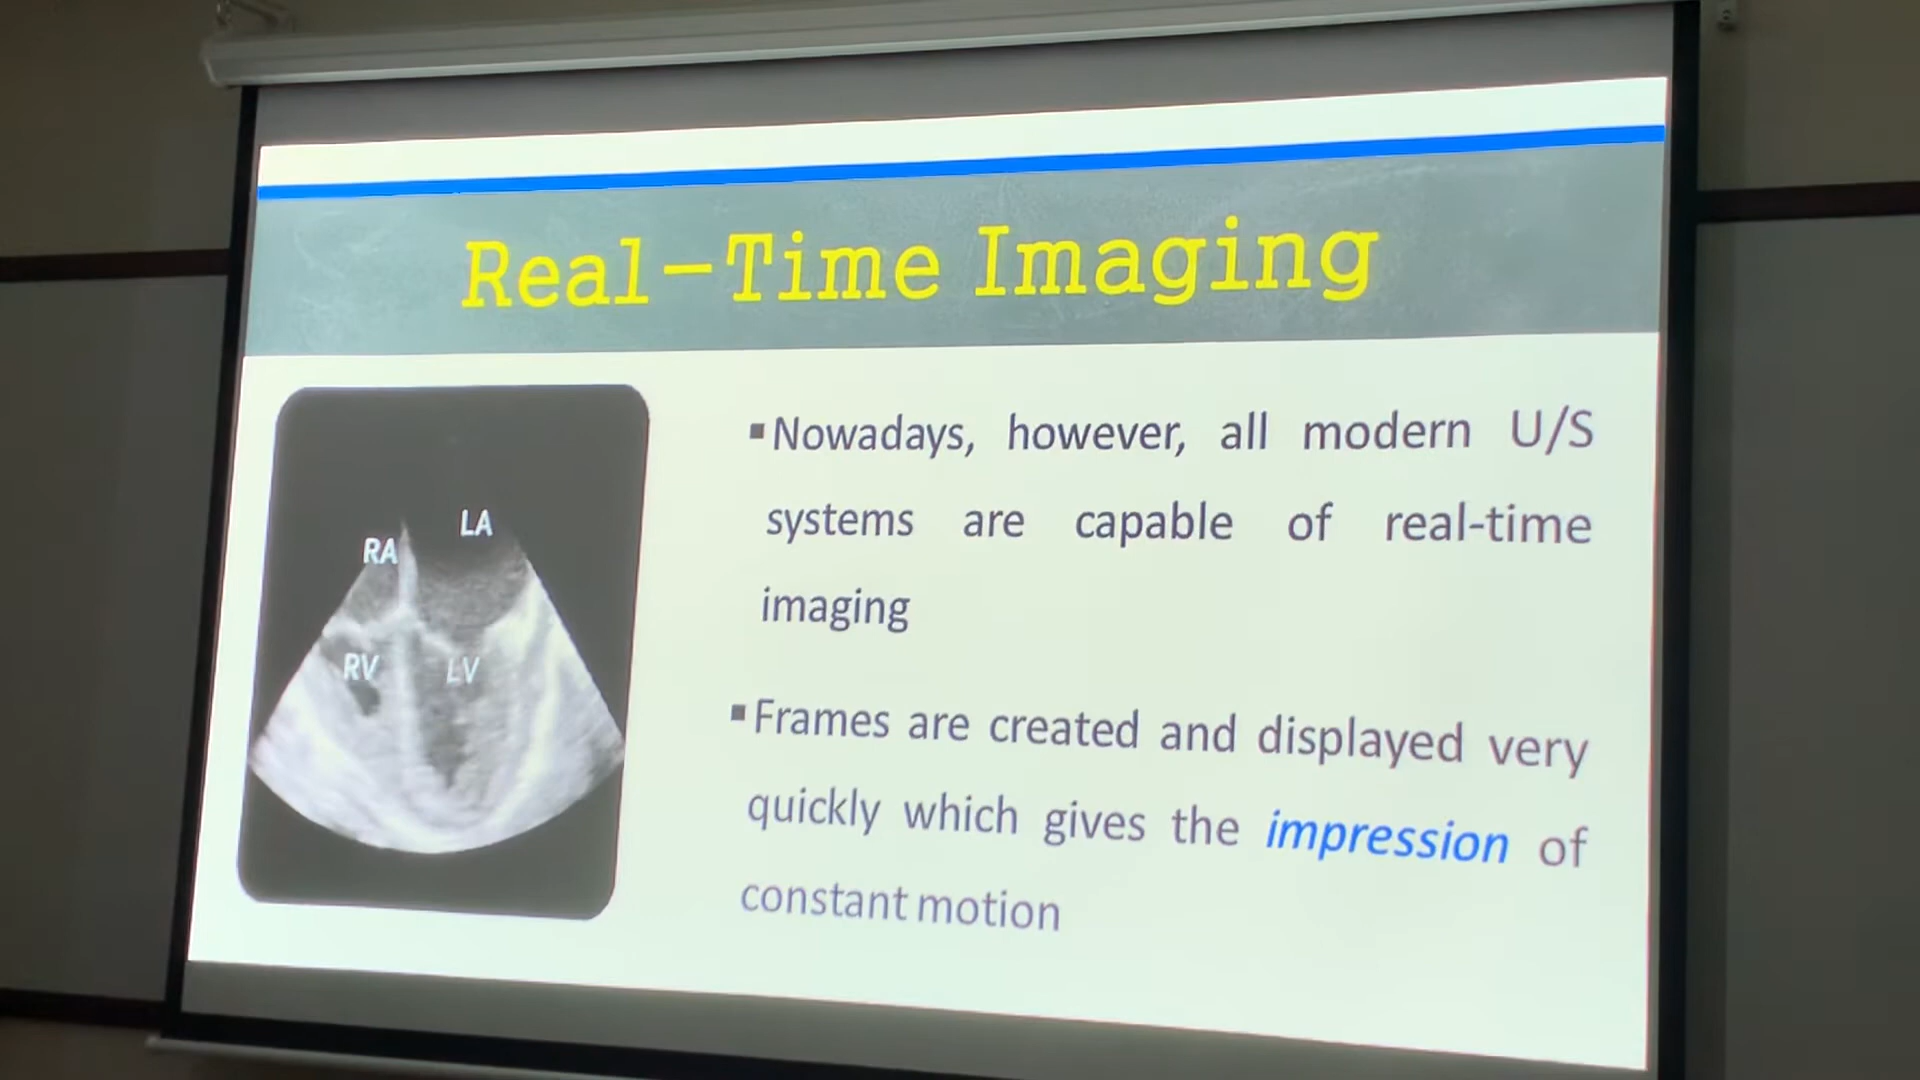 Real-Time Imaging
LA
RA
RV
LV
▪Nowadays, however, all modern U/S
systems are capable of real-time
imaging
▪Frames are created and displayed very
quickly which gives the impression of
constant motion